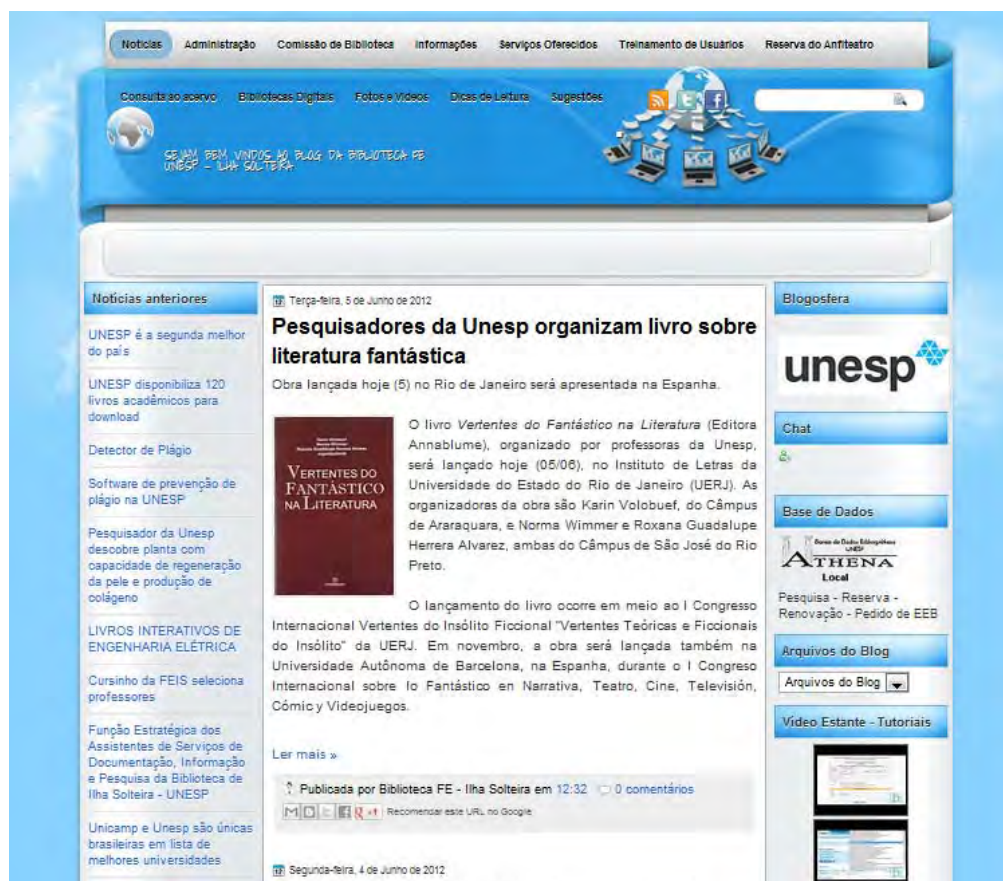 Notícias Administração Comissão de Biblioteca Informações Serviços Oferecidos Treinamento de Usuários Reserva do Anfiteatro
Consulta ao acervo Bibliotecas Digitais Fotos e Vídeos Dicas de Leitura Sugestões
SEJAM BEM VINDOS AO BLOG DA BIBLIOTECA FE
UNESP - ILHA SOLTEIRA
Notícias anteriores
UNESP é a segunda melhor
do país
UNESP disponibiliza 120
livros acadêmicos para
download
Detector de Plágio
Software de prevenção de
plágio na UNESP
Pesquisador da Unesp
descobre planta com
capacidade de regeneração
da pele e produção de
colágeno
LIVROS INTERATIVOS DE
ENGENHARIA ELÉTRICA
Cursinho da FEIS seleciona
professores
Função Estratégica dos
Assistentes de Serviços de
Documentação, Informação
e Pesquisa da Biblioteca de
Ilha Solteira - UNESP
Unicamp e Unesp são únicas
brasileiras em lista de
melhores universidades
Terça-feira, 5 de Junho de 2012
Pesquisadores da Unesp organizam livro sobre
literatura fantástica
Obra lançada hoje (5) no Rio de Janeiro será apresentada na Espanha.
VERTENTES DO
FANTÁSTICO
NA LITERATURA
O livro Vertentes do Fantástico na Literatura (Editora
Annablume), organizado por professoras da Unesp,
será lançado hoje (05/06), no Instituto de Letras da
Universidade do Estado do Rio de Janeiro (UERJ). As
organizadoras da obra são Karin Volobuef, do Câmpus
de Araraquara, e Norma Wimmer e Roxana Guadalupe
Herrera Alvarez, ambas do Câmpus de São José do Rio
Preto.
O lançamento do livro ocorre em meio ao I Congresso
Internacional Vertentes do Insólito Ficcional "Vertentes Teóricas e Ficcionais
do Insólito" da UERJ. Em novembro, a obra será lançada também na
Universidade Autônoma de Barcelona, na Espanha, durante o I Congreso
Internacional sobre lo Fantástico en Narrativa, Teatro, Cine, Televisión,
Cómic y Videojuegos.
Ler mais »
Publicada por Biblioteca FE - Ilha Solteira em 12:32 0 comentários
+1 Recomendar este URL no Google
Segunda-feira, 4 de Junho de 2012
Blogosfera
unesp
Chat
Base de Dados
Banco de Dados Bibliográficos
UNESP
ATHENA
Local
Pesquisa - Reserva -
Renovação - Pedido de EEB
Arquivos do Blog
Arquivos do Blog
Vídeo Estante - Tutoriais